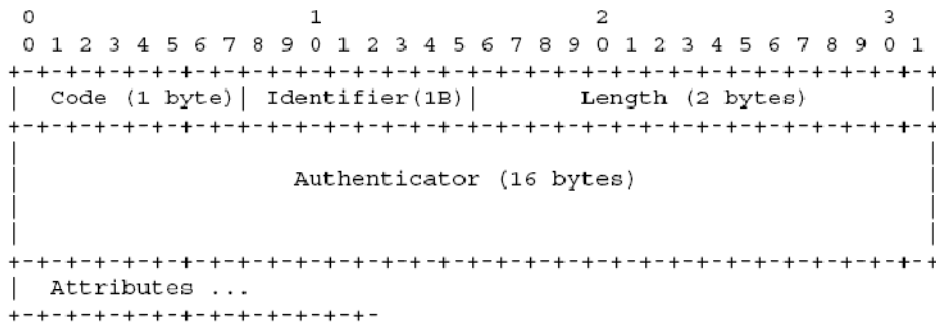 0                   1                   2                   3
 0 1 2 3 4 5 6 7 8 9 0 1 2 3 4 5 6 7 8 9 0 1 2 3 4 5 6 7 8 9 0 1
+-+-+-+-+-+-+-+-+-+-+-+-+-+-+-+-+-+-+-+-+-+-+-+-+-+-+-+-+-+-+-+-+
|  Code (1 byte)| Identifier(1B)|       Length (2 bytes)        |
+-+-+-+-+-+-+-+-+-+-+-+-+-+-+-+-+-+-+-+-+-+-+-+-+-+-+-+-+-+-+-+-+
|                                                               |
|                   Authenticator (16 bytes)                    |
|                                                               |
|                                                               |
+-+-+-+-+-+-+-+-+-+-+-+-+-+-+-+-+-+-+-+-+-+-+-+-+-+-+-+-+-+-+-+-+
|  Attributes ...
+-+-+-+-+-+-+-+-+-+-+-+-+-